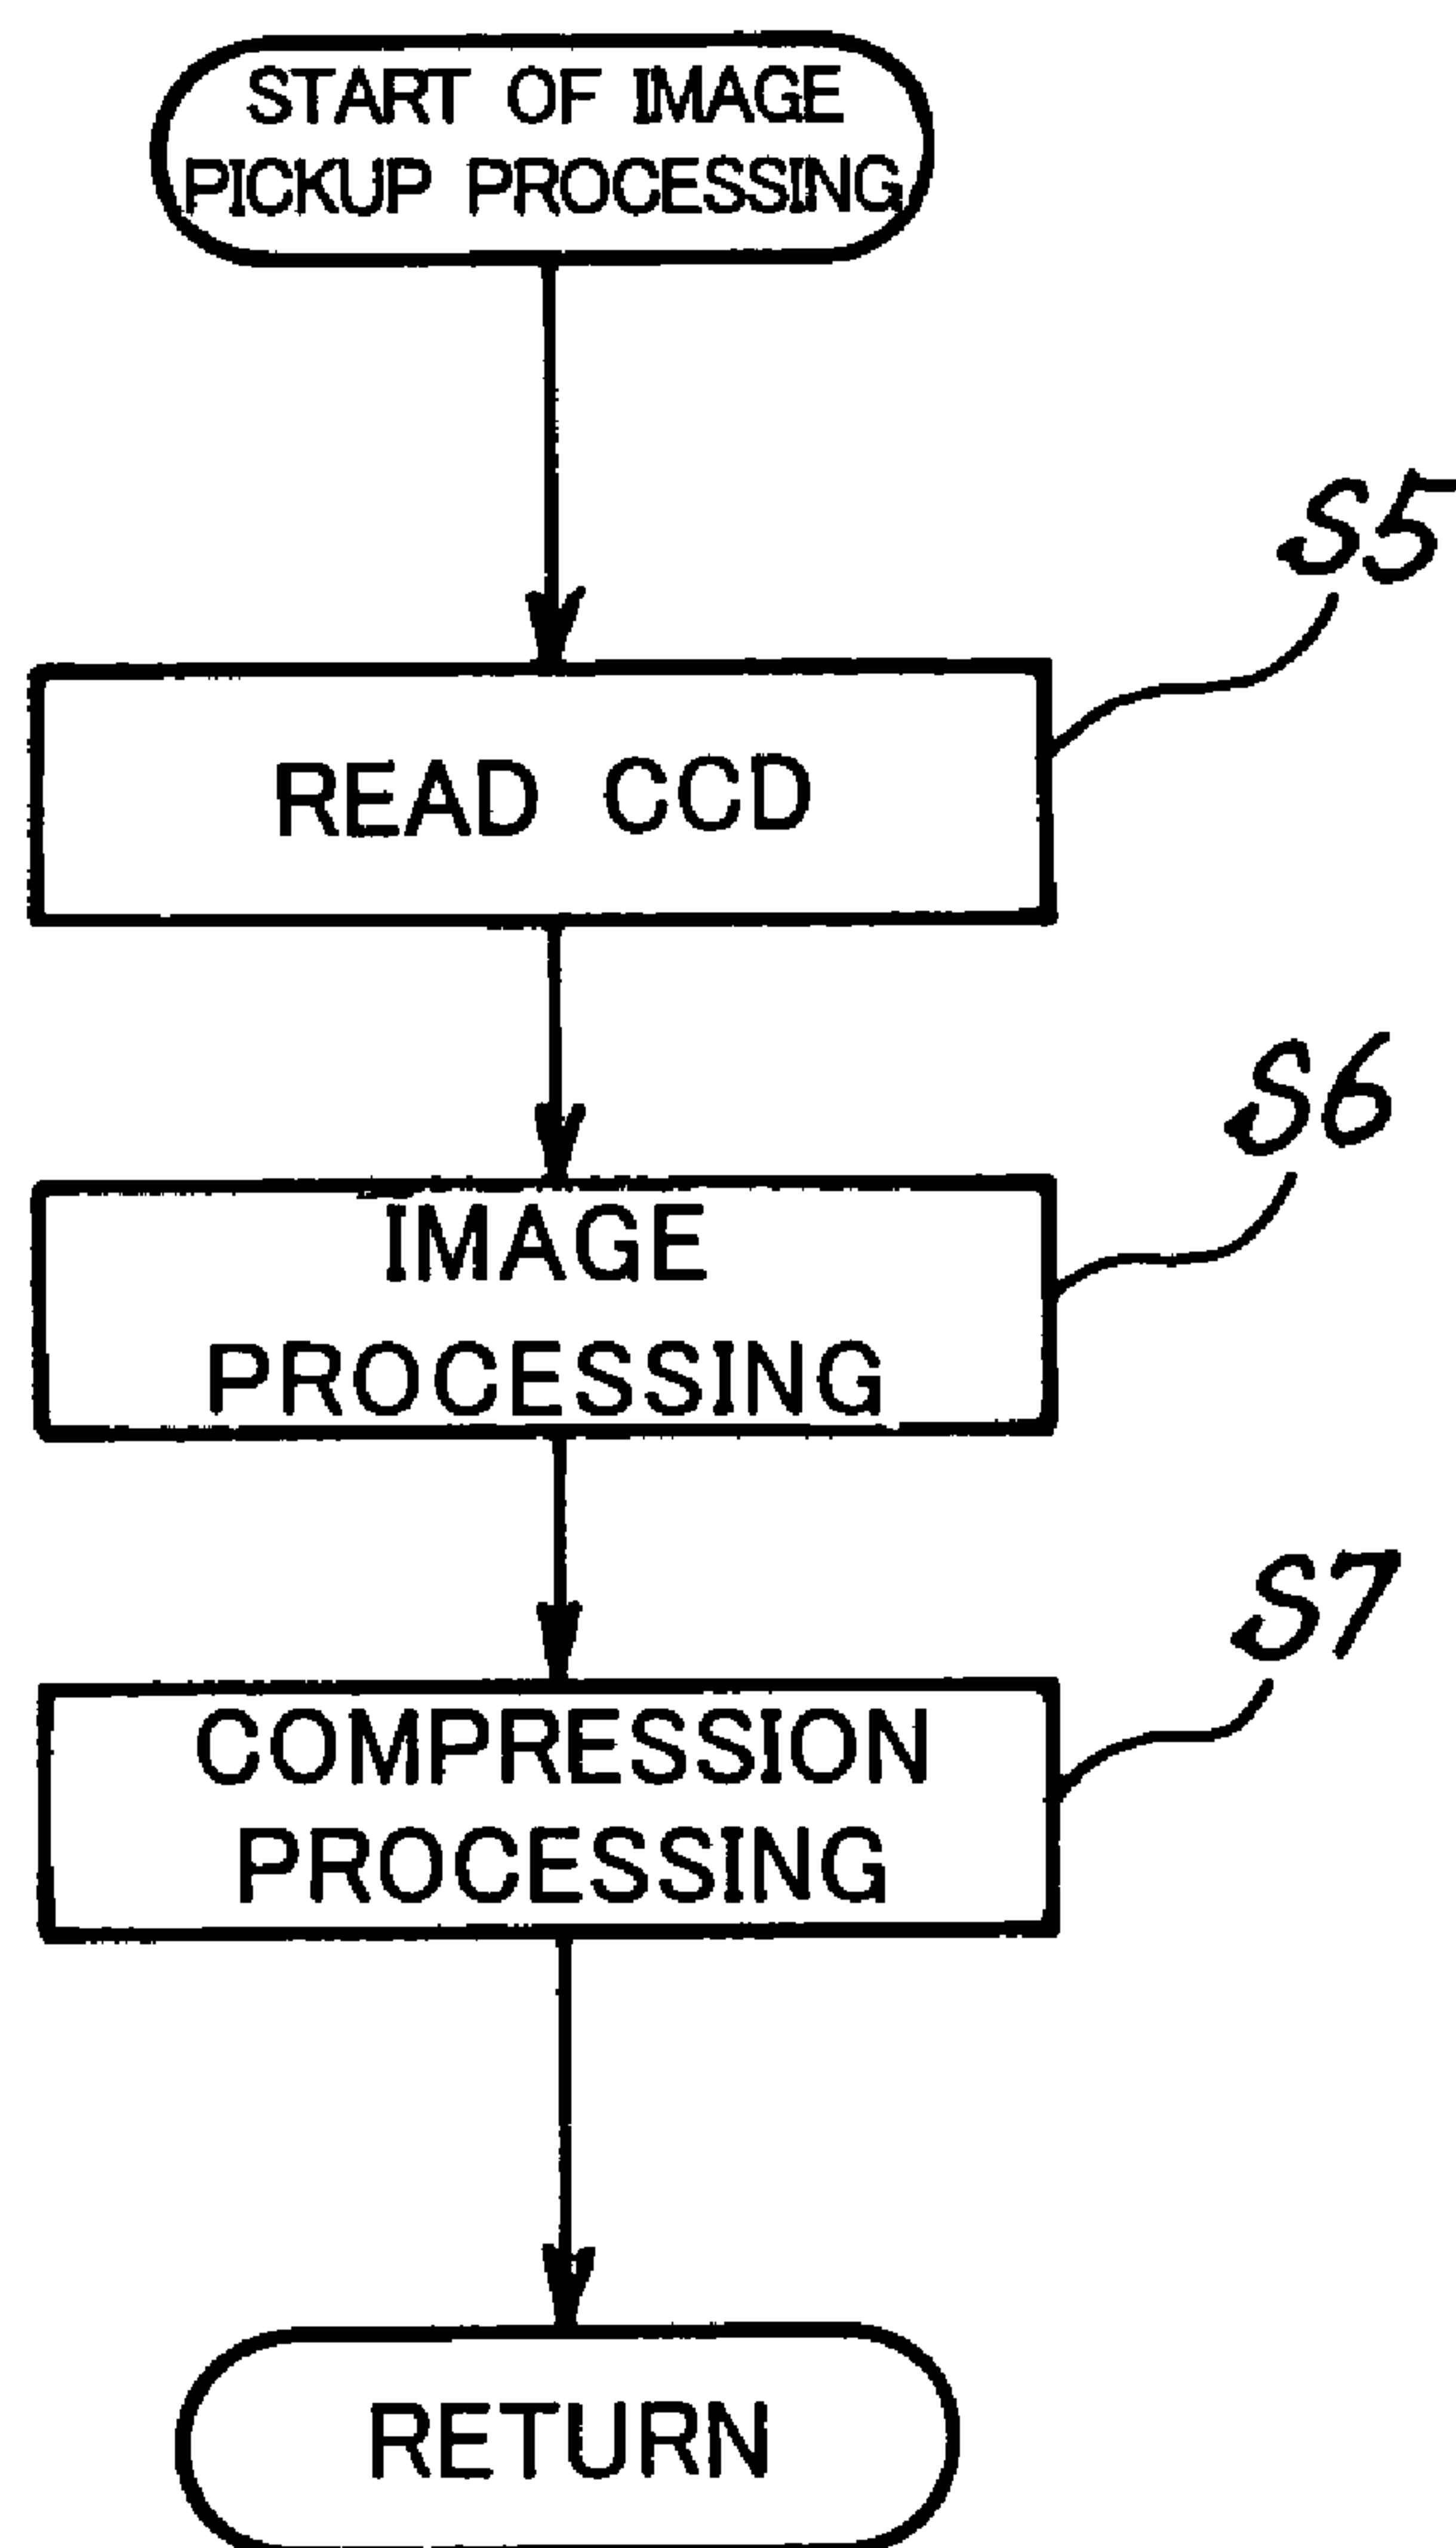 START OF IMAGE
PICKUP PROCESSING
S5
READ CCD
S6
IMAGE
PROCESSING
S7
COMPRESSION
PROCESSING
RETURN